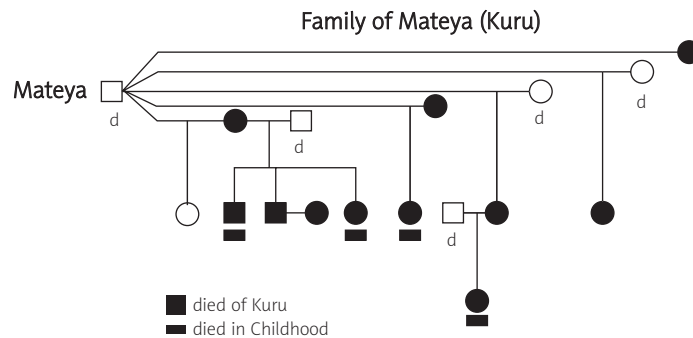 Family of Mateya (Kuru)
Mateya
d
d
d
d
d
died of Kuru
died in Childhood